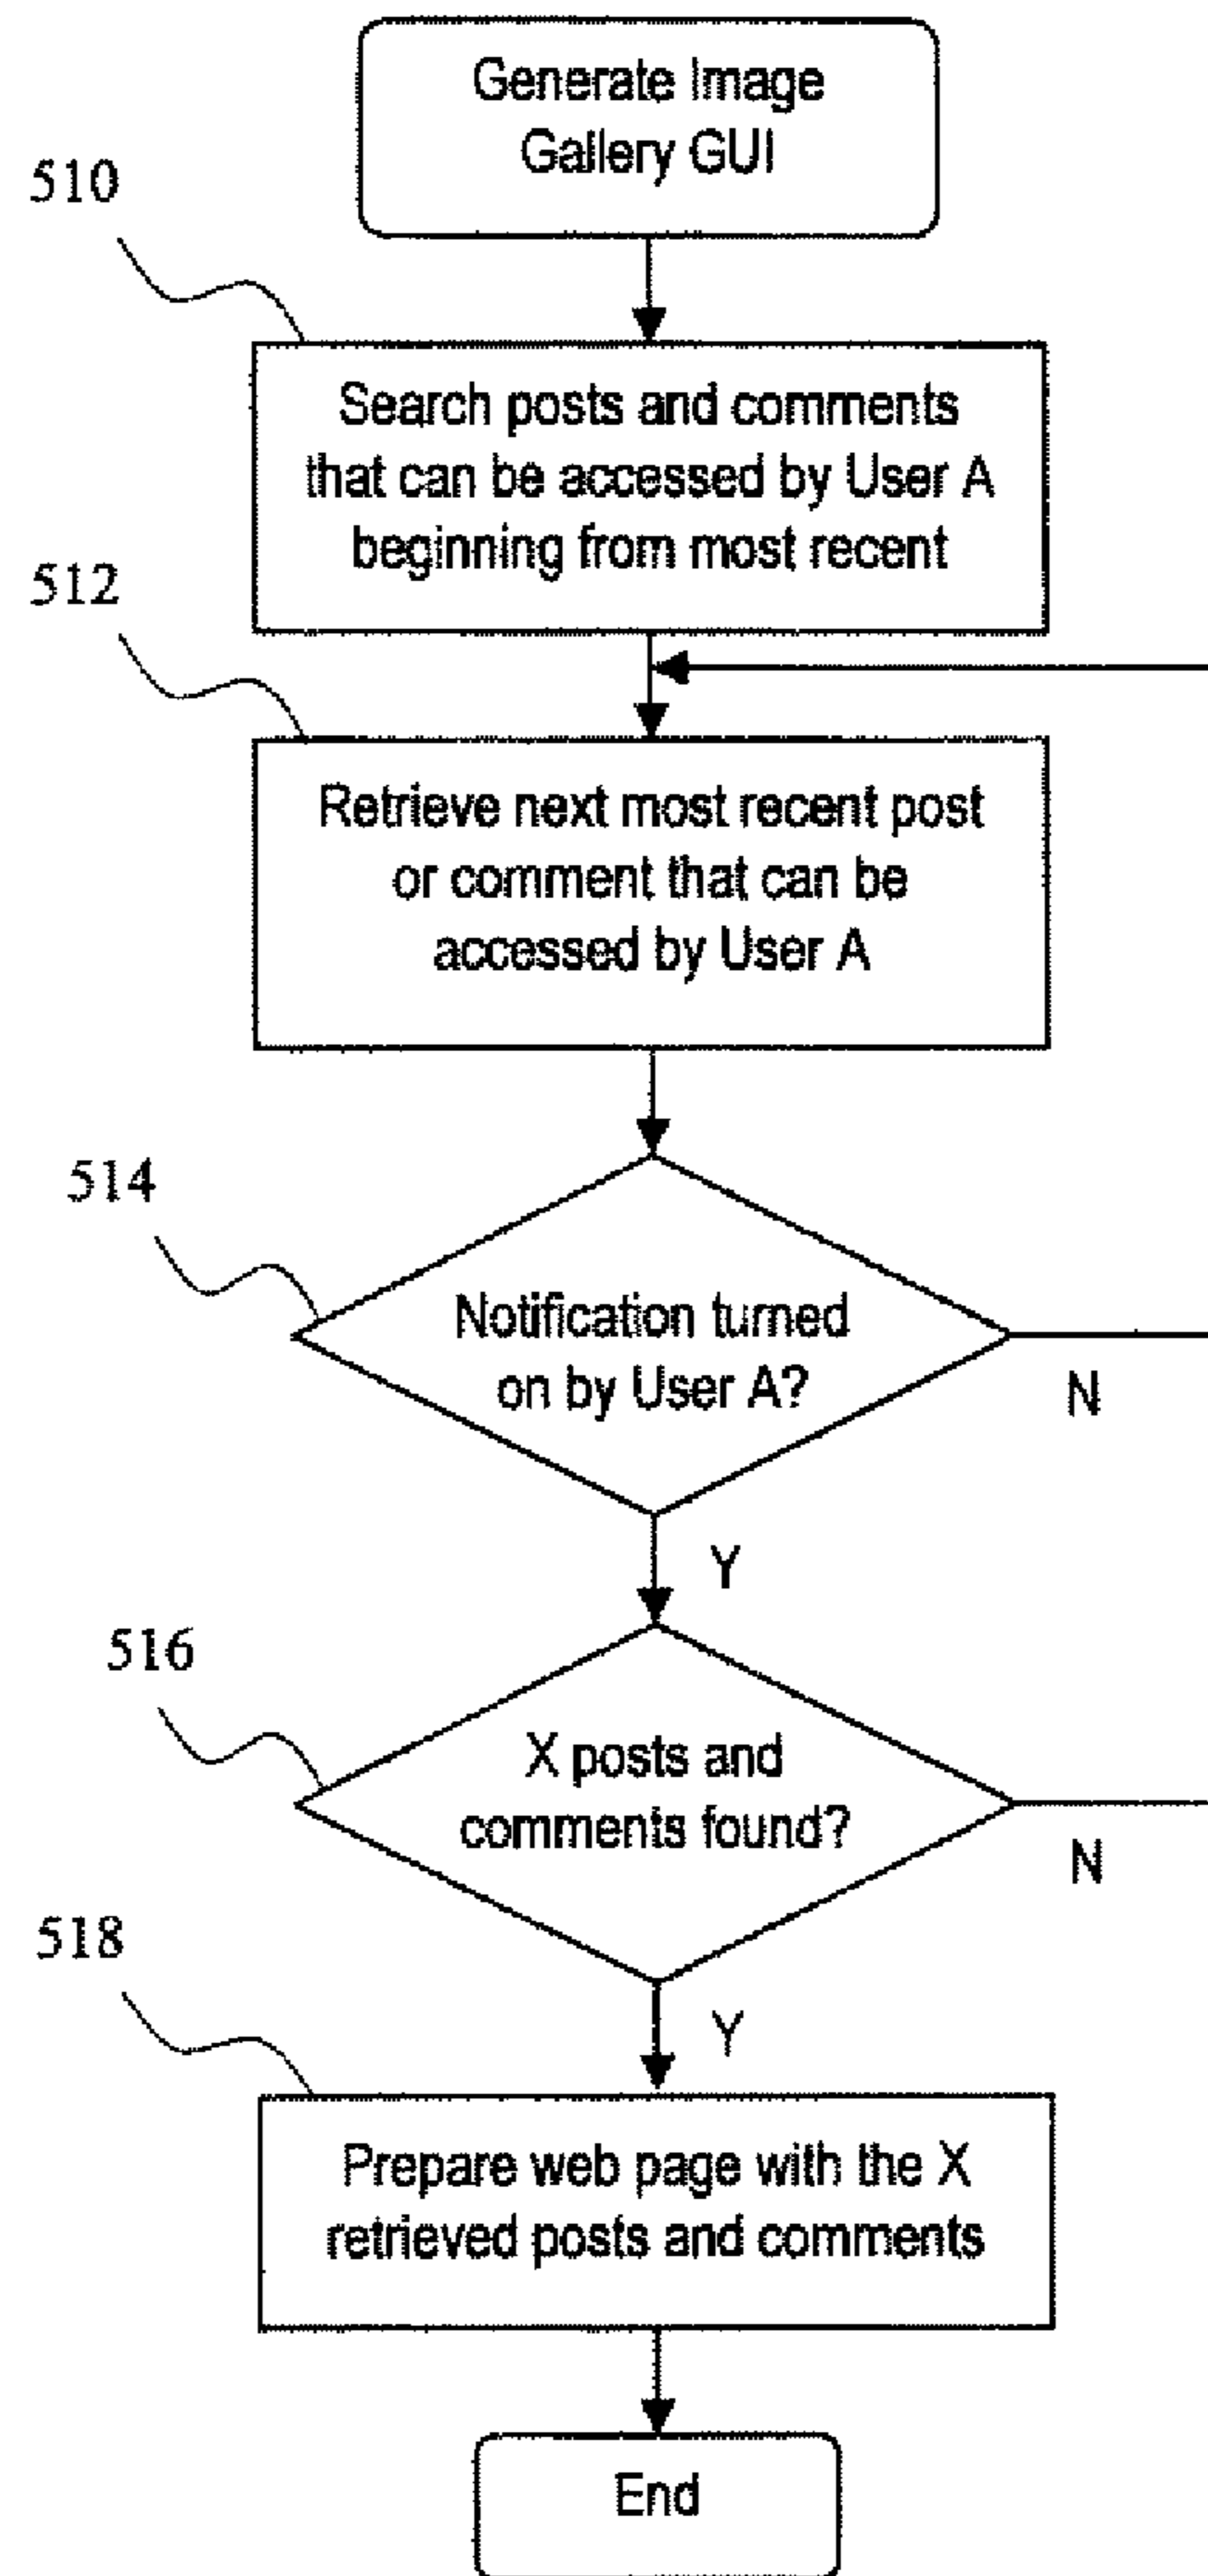 Generate Image
Gallery GUI
510
Search posts and comments
that can be accessed by User A
beginning from most recent
512
Retrieve next most recent post
or comment that can be
accessed by User A
514
Notification turned
on by User A?
N
Y
516
X posts and
comments found?
N
518
Y
Prepare web page with the X
retrieved posts and comments
End